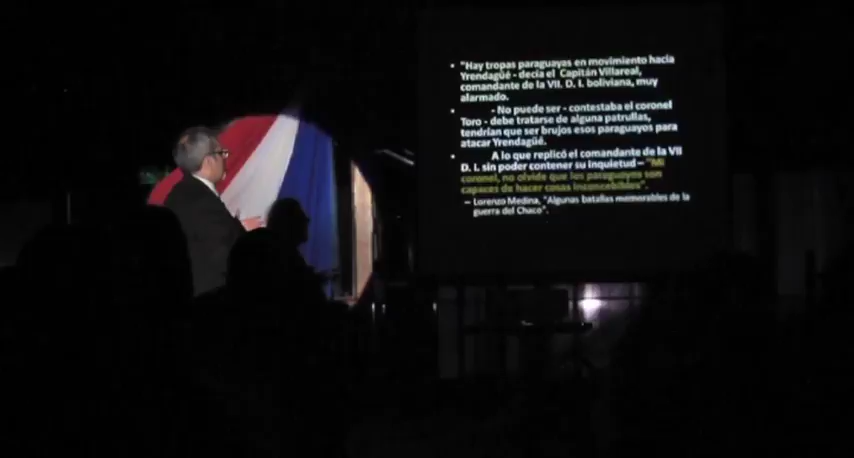 • "Hay tropas paraguayas en movimiento hacia
Yrendagüé - decía el Capitán Villareal,
comandante de la VII. D. I. boliviana, muy
alarmado.
• - No puede ser - contestaba el coronel
Toro - debe tratarse de alguna patrullas,
tendrían que ser brujos esos paraguayos para
atacar Yrendagüé.
• A lo que replicó el comandante de la VII
D. I. sin poder contener su inquietud – "Mi
coronel, no olvide que los paraguayos son
capaces de hacer cosas inconcebibles".
– Lorenzo Medina, "Algunas batallas memorables de la
guerra del Chaco".